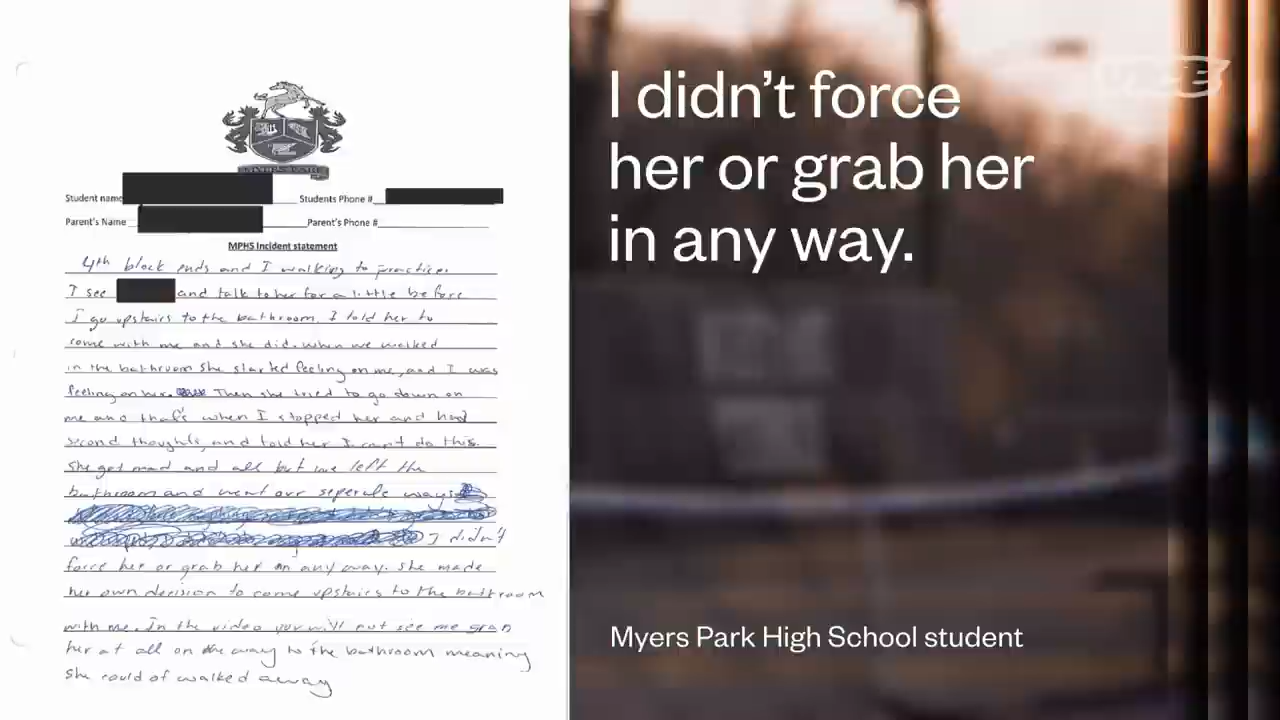 MYERS PARK
Student name
Students Phone #
Parent's Name
Parent's Phone #
MPHS Incident statement
4th block ends and I walking to practice.
I see and talk to her for a little before
I go upstairs to the bathroom. I told her to
come with me and she did. when we walked
in the bathroom she started feeling on me, and I was
feeling on her. Then she tried to go down on
me and that's when I stopped her and had
second thoughts, and told her I can't do this.
She got mad and all but we left the
bathroom and went our seperate ways
I didn't
force her or grab her in any way. She made
her own decision to come upstairs to the bathroom
with me. In the video you will not see me grab
her at all on the way to the bathroom meaning
she could of walked away
I didn't force
her or grab her
in any way.
Myers Park High School student
VICE